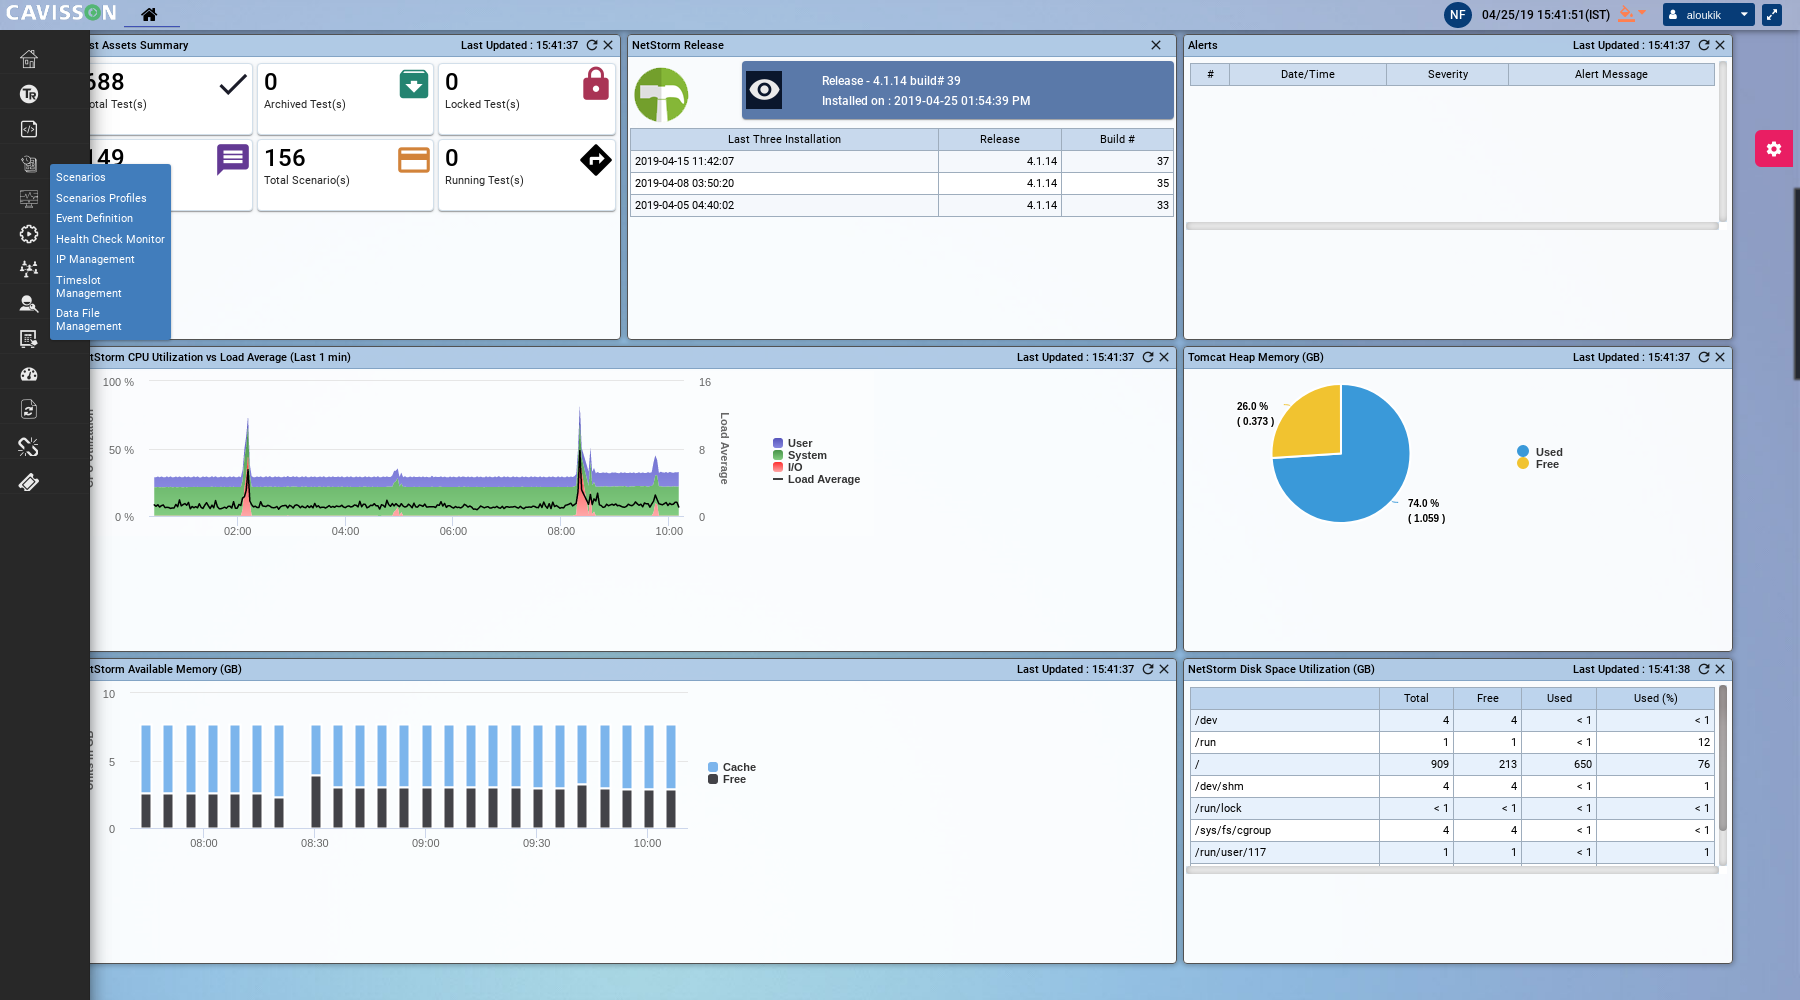 CAVISSON
NF
04/25/19 15:41:51(IST)
aloukik
st Assets Summary
Last Updated : 15:41:37
688
otal Test(s)
0
Archived Test(s)
0
Locked Test(s)
149
156
Total Scenario(s)
0
Running Test(s)
TR
Scenarios
Scenarios Profiles
Event Definition
Health Check Monitor
IP Management
Timeslot
Management
Data File
Management
NetStorm Release
Release - 4.1.14 build# 39
Installed on : 2019-04-25 01:54:39 PM
Last Three Installation Release Build #
2019-04-15 11:42:07 4.1.14 37
2019-04-08 03:50:20 4.1.14 35
2019-04-05 04:40:02 4.1.14 33
Alerts
Last Updated : 15:41:37
# Date/Time Severity Alert Message
etStorm CPU Utilization vs Load Average (Last 1 min)
Last Updated : 15:41:37
100 %
50 %
0 %
16
8
0
Load Average
02:00 04:00 06:00 08:00 10:00
User
System
I/O
Load Average
Tomcat Heap Memory (GB)
Last Updated : 15:41:37
26.0 %
( 0.373 )
74.0 %
( 1.059 )
Used
Free
etStorm Available Memory (GB)
Last Updated : 15:41:37
10
5
0
08:00 08:30 09:00 09:30 10:00
Cache
Free
NetStorm Disk Space Utilization (GB)
Last Updated : 15:41:38
Total Free Used Used (%)
/dev 4 4 < 1 < 1
/run 1 1 < 1 12
/ 909 213 650 76
/dev/shm 4 4 < 1 1
/run/lock < 1 < 1 < 1 < 1
/sys/fs/cgroup 4 4 < 1 < 1
/run/user/117 1 1 < 1 1